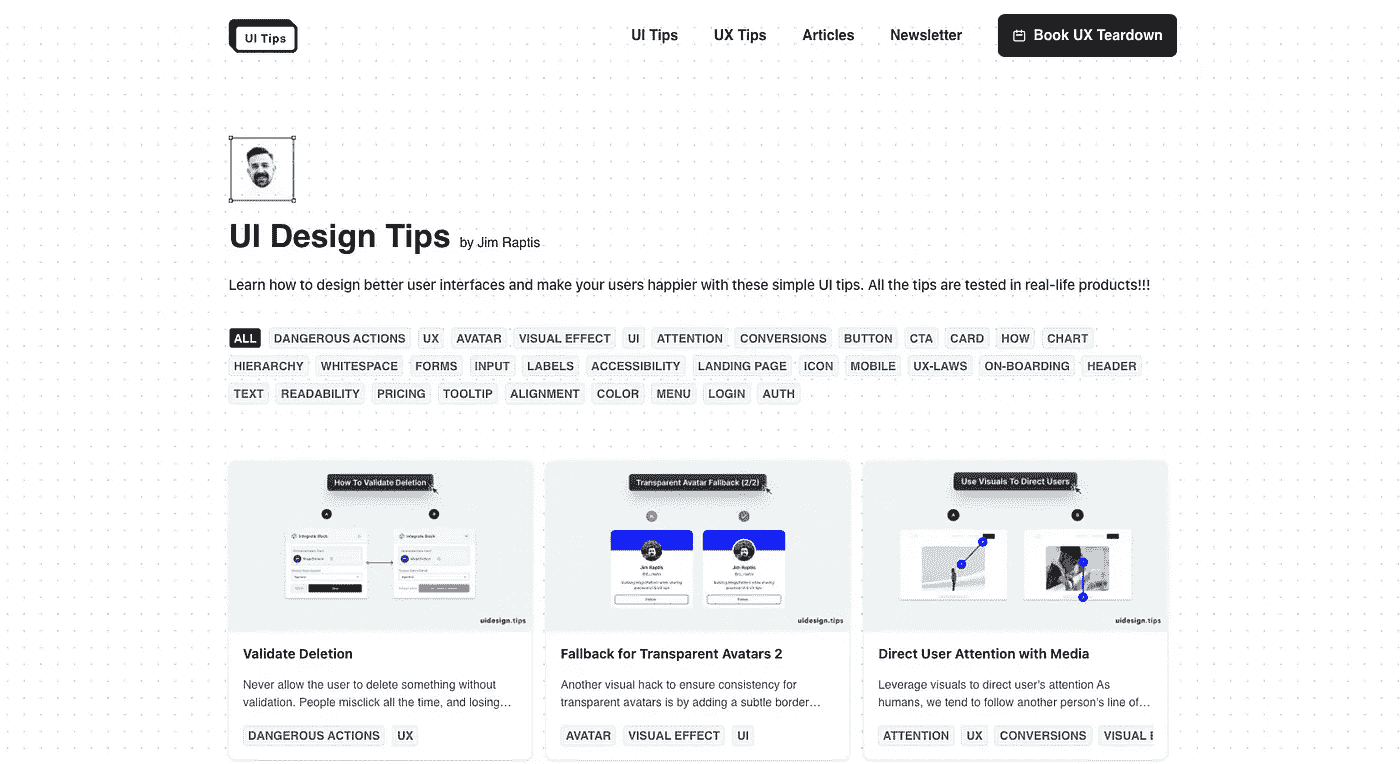 UI Tips
UI Tips UX Tips Articles Newsletter Book UX Teardown
UI Design Tips by Jim Raptis
Learn how to design better user interfaces and make your users happier with these simple UI tips. All the tips are tested in real-life products!!!
ALL DANGEROUS ACTIONS UX AVATAR VISUAL EFFECT UI ATTENTION CONVERSIONS BUTTON CTA CARD HOW CHART
HIERARCHY WHITESPACE FORMS INPUT LABELS ACCESSIBILITY LANDING PAGE ICON MOBILE UX-LAWS ON-BOARDING HEADER
TEXT READABILITY PRICING TOOLTIP ALIGNMENT COLOR MENU LOGIN AUTH
How To Validate Deletion
Integrate Slack
Integrate Slack
uidesign.tips
Validate Deletion
Never allow the user to delete something without
validation. People misclick all the time, and losing...
DANGEROUS ACTIONS UX
Transparent Avatar Fallback (2/2)
Jim Raptis
Jim Raptis
Follow
Follow
uidesign.tips
Fallback for Transparent Avatars 2
Another visual hack to ensure consistency for
transparent avatars is by adding a subtle border...
AVATAR VISUAL EFFECT UI
Use Visuals To Direct Users
A B
uidesign.tips
Direct User Attention with Media
Leverage visuals to direct user's attention As
humans, we tend to follow another person's line of...
ATTENTION UX CONVERSIONS VISUAL E